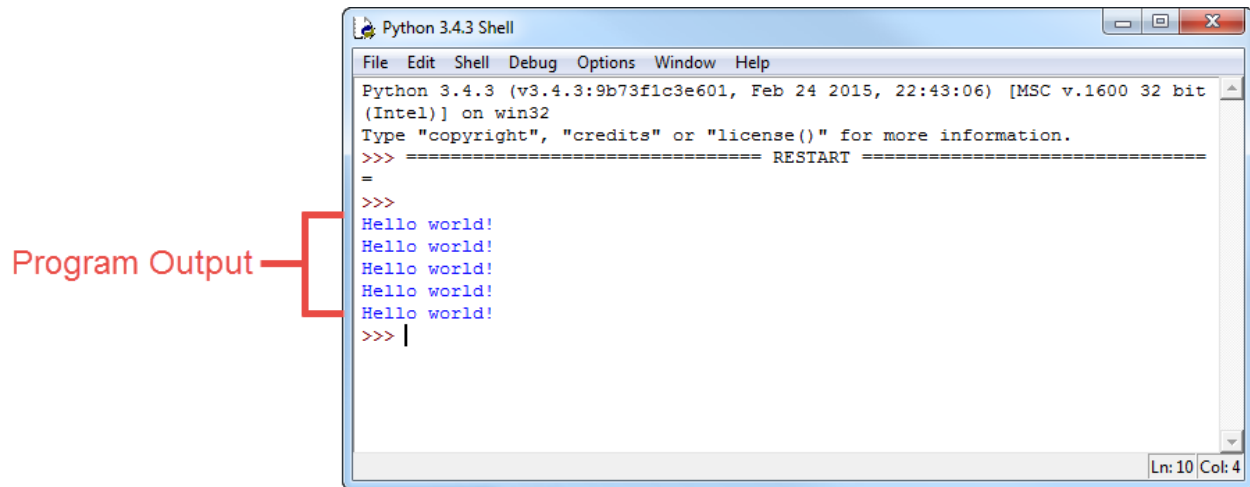 Python 3.4.3 Shell
File Edit Shell Debug Options Window Help
Python 3.4.3 (v3.4.3:9b73f1c3e601, Feb 24 2015, 22:43:06) [MSC v.1600 32 bit
(Intel)] on win32
Type "copyright", "credits" or "license()" for more information.
>>> ================================ RESTART ===============================
=
>>>
Hello world!
Hello world!
Hello world!
Hello world!
Hello world!
>>>
Program Output
Ln: 10 Col: 4